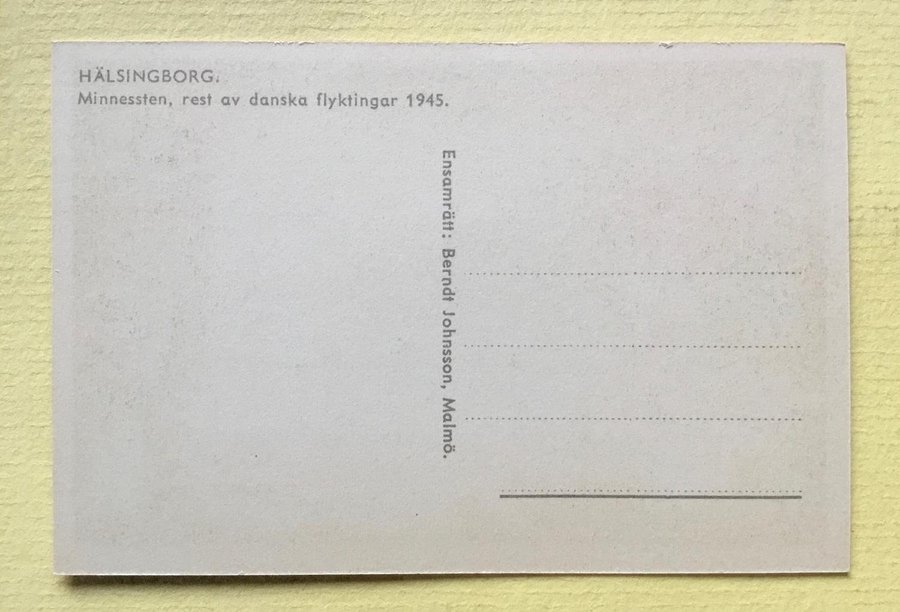 HÄLSINGBORG.
Minnessten, rest av danska flyktingar 1945.
Ensamrätt: Berndt Johnsson, Malmö.